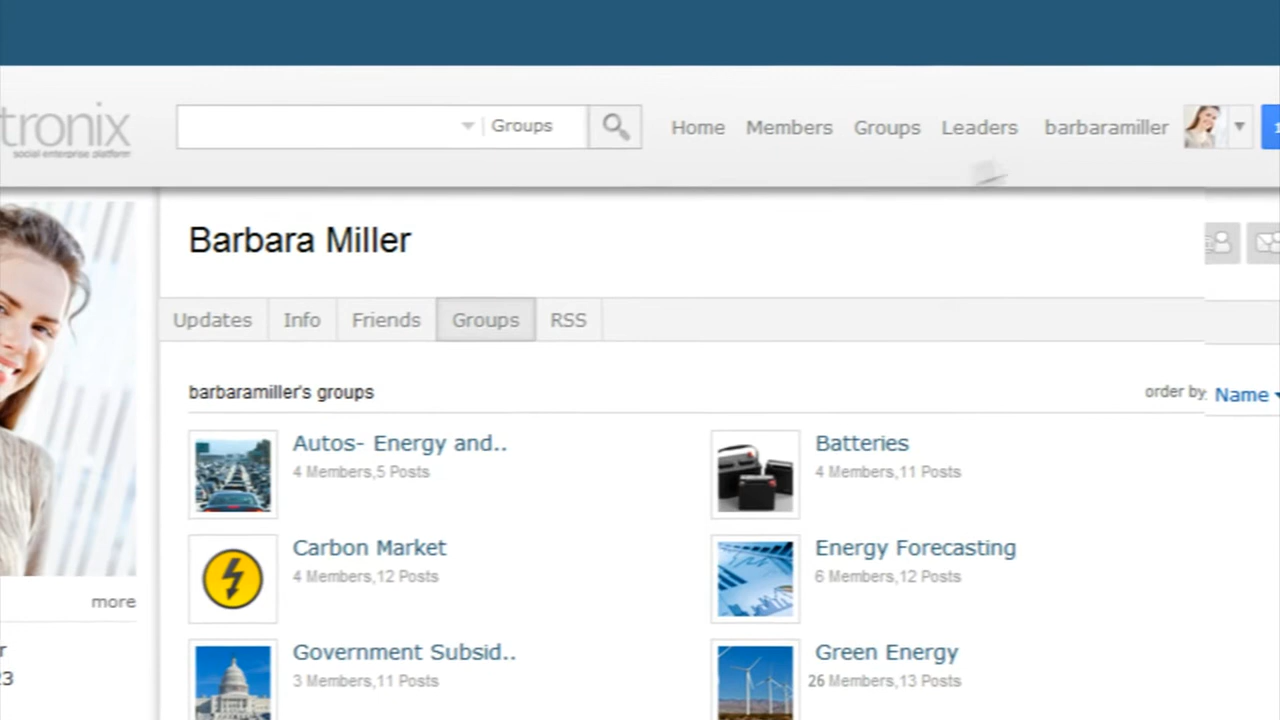 tronix
social enterprise platform
Groups
Home Members Groups Leaders barbaramiller
Barbara Miller
Updates Info Friends Groups RSS
barbaramiller's groups
order by Name
Autos- Energy and..
4 Members,5 Posts
Batteries
4 Members,11 Posts
Carbon Market
4 Members,12 Posts
Energy Forecasting
6 Members,12 Posts
more
Government Subsid..
3 Members,11 Posts
Green Energy
26 Members,13 Posts
r
23